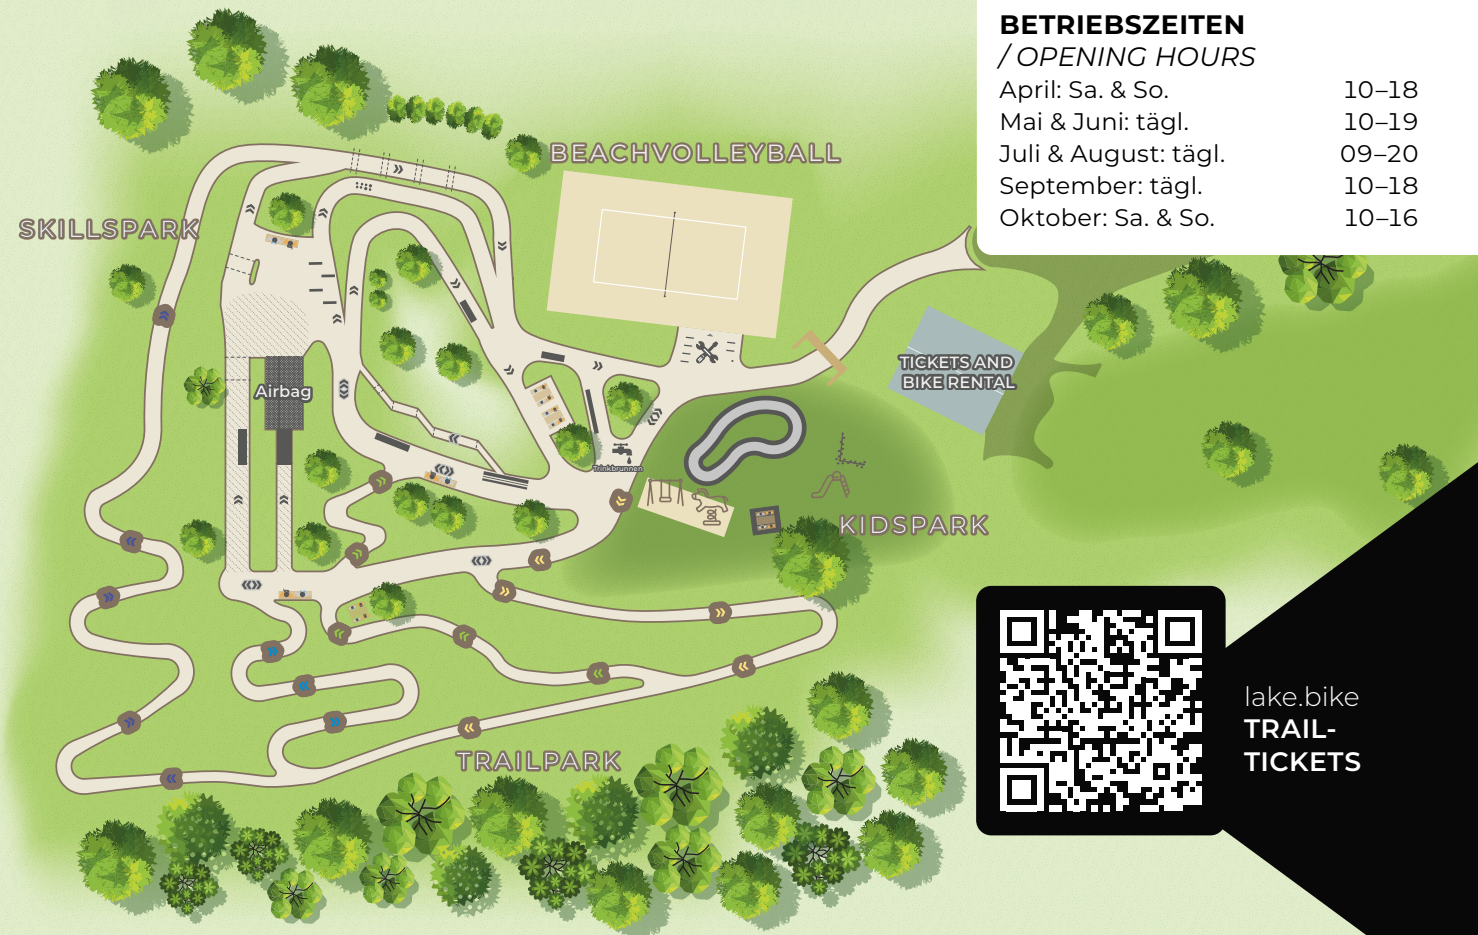 BETRIEBSZEITEN
/ OPENING HOURS
April: Sa. & So. 10–18
Mai & Juni: tägl. 10–19
Juli & August: tägl. 09–20
September: tägl. 10–18
Oktober: Sa. & So. 10–16
BEACHVOLLEYBALL
SKILLSPARK
TICKETS AND
BIKE RENTAL
Airbag
Trinkbrunnen
KIDSPARK
TRAILPARK
lake.bike
TRAIL-
TICKETS